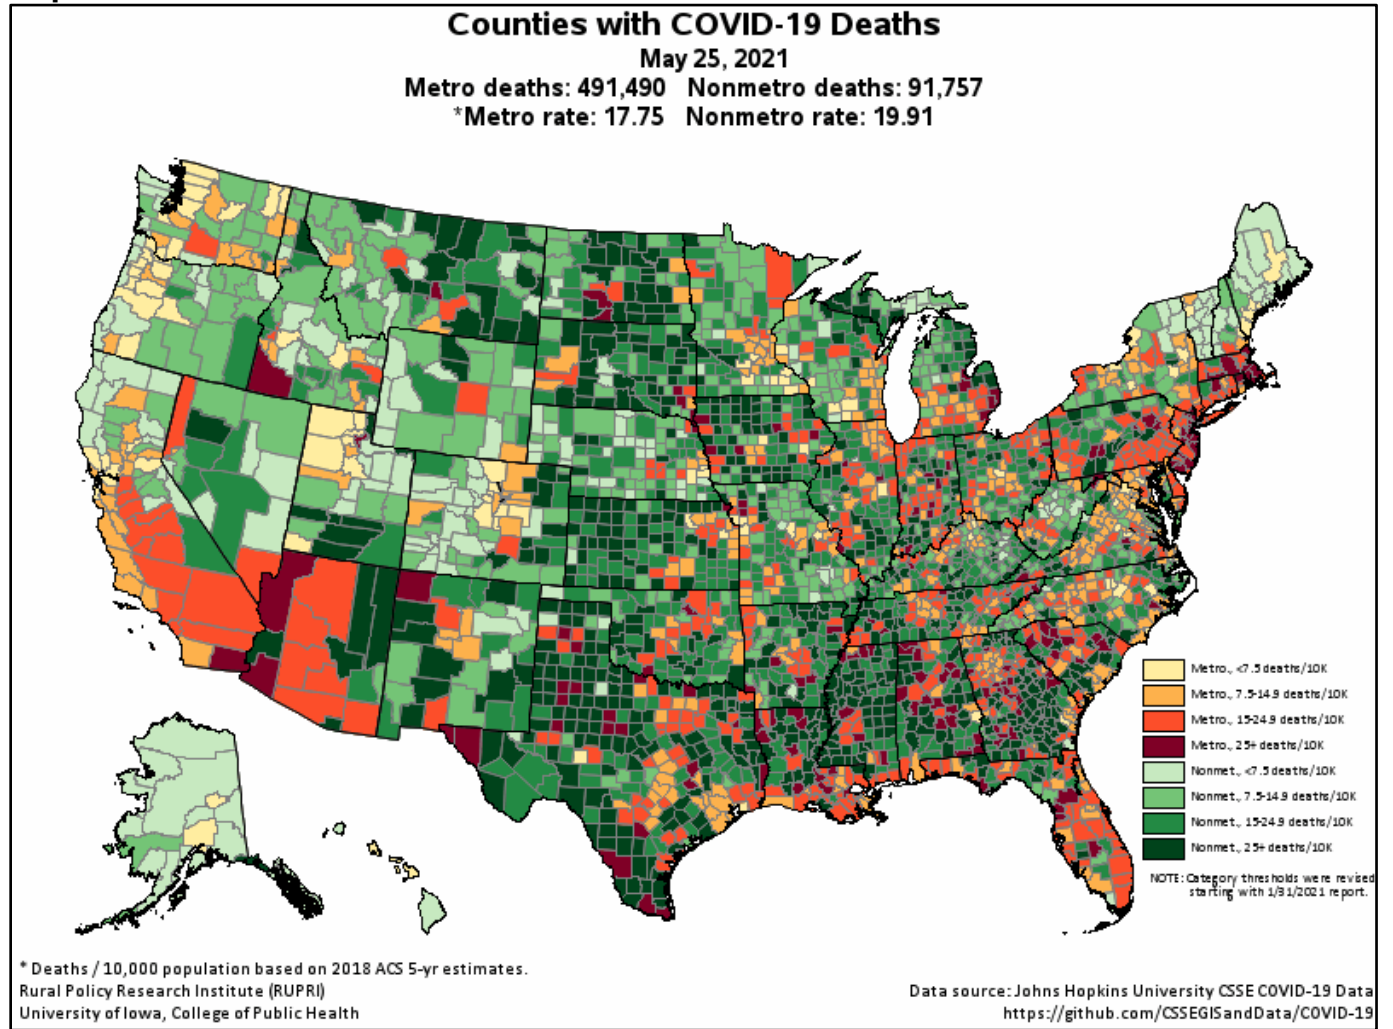 Counties with COVID-19 Deaths
May 25, 2021
Metro deaths: 491,490 Nonmetro deaths: 91,757
*Metro rate: 17.75 Nonmetro rate: 19.91
Metro., <7.5 deaths/10K
Metro., 7.5-14.9 deaths/10K
Metro., 15-24.9 deaths/10K
Metro., 25+ deaths/10K
Nonmet., <7.5 deaths/10K
Nonmet., 7.5-14.9 deaths/10K
Nonmet., 15-24.9 deaths/10K
Nonmet., 25+ deaths/10K
NOTE: Category thresholds were revised
starting with 1/31/2021 report.
* Deaths / 10,000 population based on 2018 ACS 5-yr estimates.
Rural Policy Research Institute (RUPRI)
University of Iowa, College of Public Health
Data source: Johns Hopkins University CSSE COVID-19 Data
https://github.com/CSSEGISandData/COVID-19